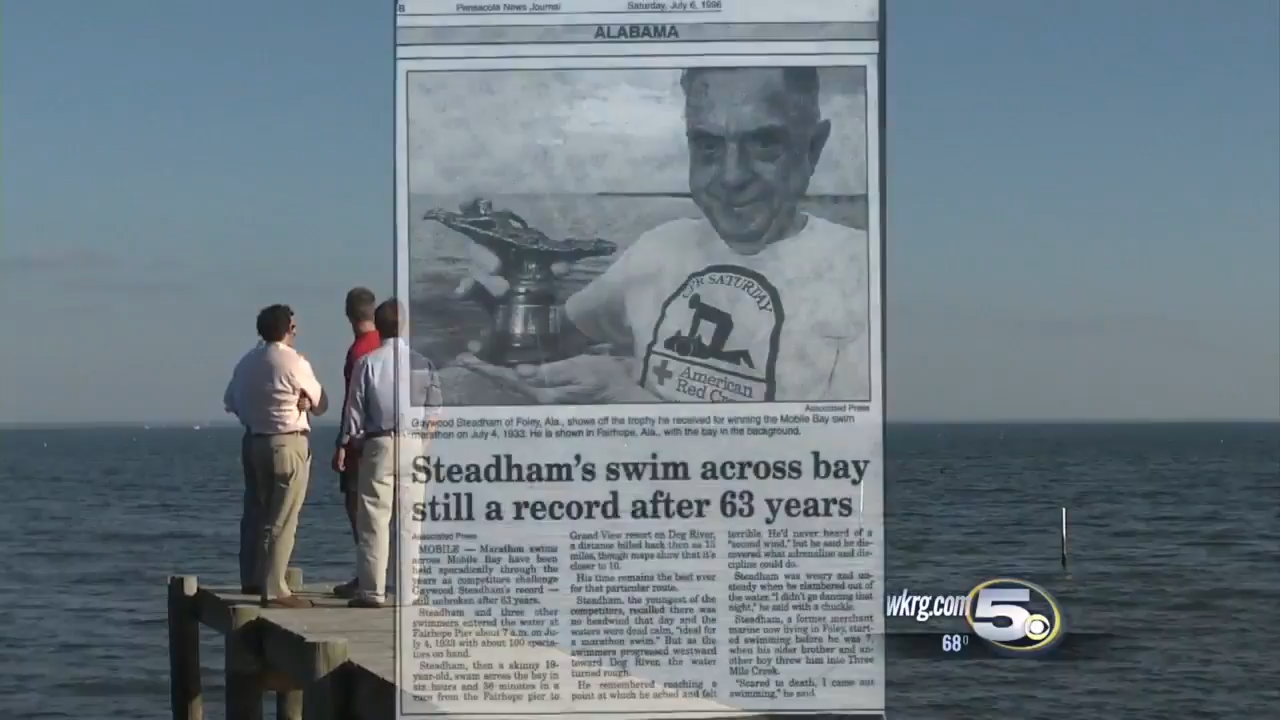 B Pensacola News Journal Saturday, July 6, 1996
ALABAMA
CPR SATURDAY
American
Red Cr
Associated Press
Gaywood Steadham of Foley, Ala., shows off the trophy he received for winning the Mobile Bay swim
marathon on July 4, 1933. He is shown in Fairhope, Ala., with the bay in the background.
Steadham's swim across bay
still a record after 63 years
Associated Press
MOBILE — Marathon swims
across Mobile Bay have been
held sporadically through the
years as competitors challenge
Gaywood Steadham's record —
still unbroken after 63 years.
Steadham and three other
swimmers entered the water at
Fairhope Pier about 7 a.m. on Ju-
ly 4, 1933 with about 100 specta-
tors on hand.
Steadham, then a skinny 19-
year-old, swam across the bay in
six hours and 38 minutes in a
race from the Fairhope pier to
Grand View resort on Dog River,
a distance billed back then as 15
miles, though maps show that it's
closer to 10.
His time remains the best ever
for that particular route.
Steadham, the youngest of the
competitors, recalled there was
no headwind that day and the
waters were dead calm, "ideal for
a marathon swim." But as the
swimmers progressed westward
toward Dog River, the water
turned rough.
He remembered reaching a
point at which he ached and felt
terrible. He'd never heard of a
"second wind," but he said he dis-
covered what adrenaline and dis-
cipline could do.
Steadham was weary and un-
steady when he clambered out of
the water. "I didn't go dancing that
night," he said with a chuckle.
Steadham, a former merchant
marine now living in Foley, start-
ed swimming before he was 7,
when his older brother and an-
other boy threw him into Three
Mile Creek.
"Scared to death, I came out
swimming," he said.
wkrg.com 5
68°